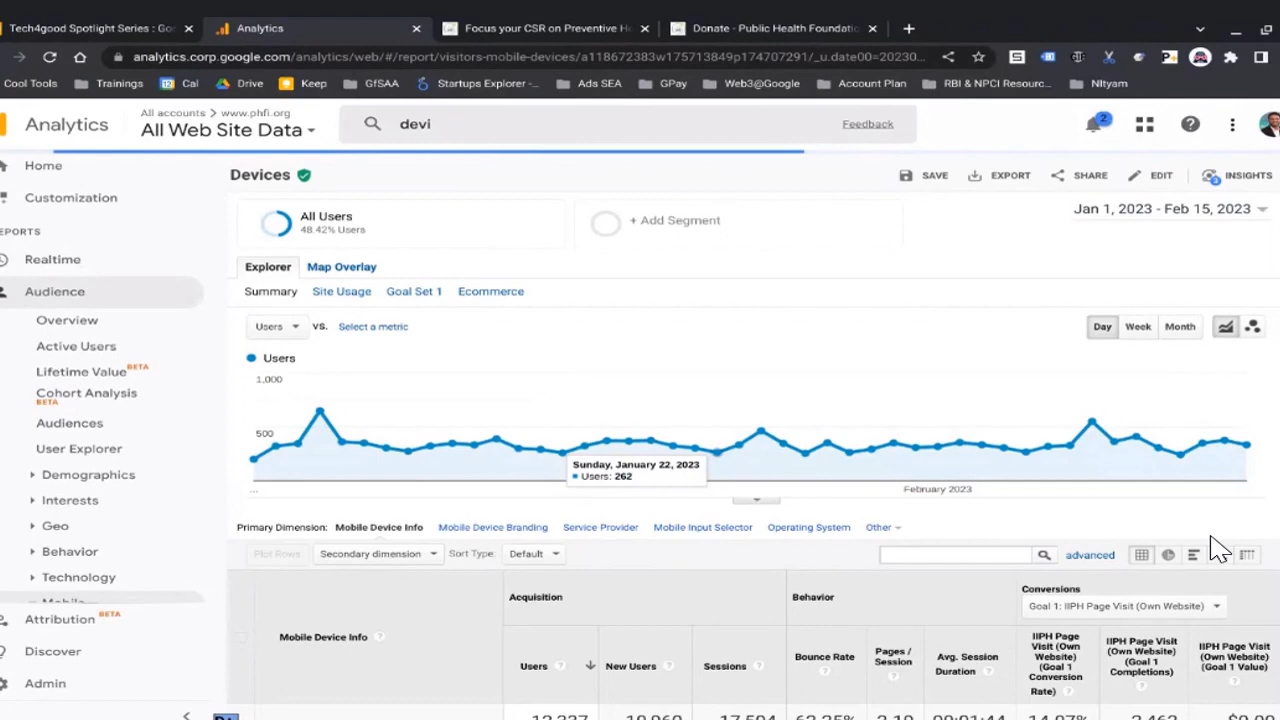 Tech4good Spotlight Series : Go
Analytics
Focus your CSR on Preventive H
Donate - Public Health Foundatio
analytics.corp.google.com/analytics/web/#/report/visitors-mobile-devices/a118672383w175713849p174707291/_u.date00=20230...
Cool Tools Trainings Cal Drive Keep GfSAA Startups Explorer -... Ads SEA GPay Web3@Google Account Plan RBI & NPCI Resourc... NItyam
Analytics
All accounts > www.phfi.org
All Web Site Data
devi
Feedback
2
Home
Customization
EPORTS
Realtime
Audience
Overview
Active Users
Lifetime Value BETA
Cohort Analysis
BETA
Audiences
User Explorer
Demographics
Interests
Geo
Behavior
Technology
Mobile
Attribution BETA
Discover
Admin
Devices
SAVE EXPORT SHARE EDIT INSIGHTS
All Users
48.42% Users
+ Add Segment
Jan 1, 2023 - Feb 15, 2023
Explorer Map Overlay
Summary Site Usage Goal Set 1 Ecommerce
Users VS. Select a metric
Day Week Month
Users
1,000
500
Sunday, January 22, 2023
Users: 262
... February 2023
Primary Dimension: Mobile Device Info Mobile Device Branding Service Provider Mobile Input Selector Operating System Other
Plot Rows Secondary dimension Sort Type: Default advanced
Mobile Device Info
Acquisition
Behavior
Conversions
Goal 1: IIPH Page Visit (Own Website)
Users
New Users
Sessions
Bounce Rate
Pages /
Session
Avg. Session
Duration
IIPH Page
Visit (Own
Website)
(Goal 1
Conversion
Rate)
IIPH Page
Visit (Own
Website)
(Goal 1
Completions)
IIPH Page Visit
(Own Website)
(Goal 1 Value)